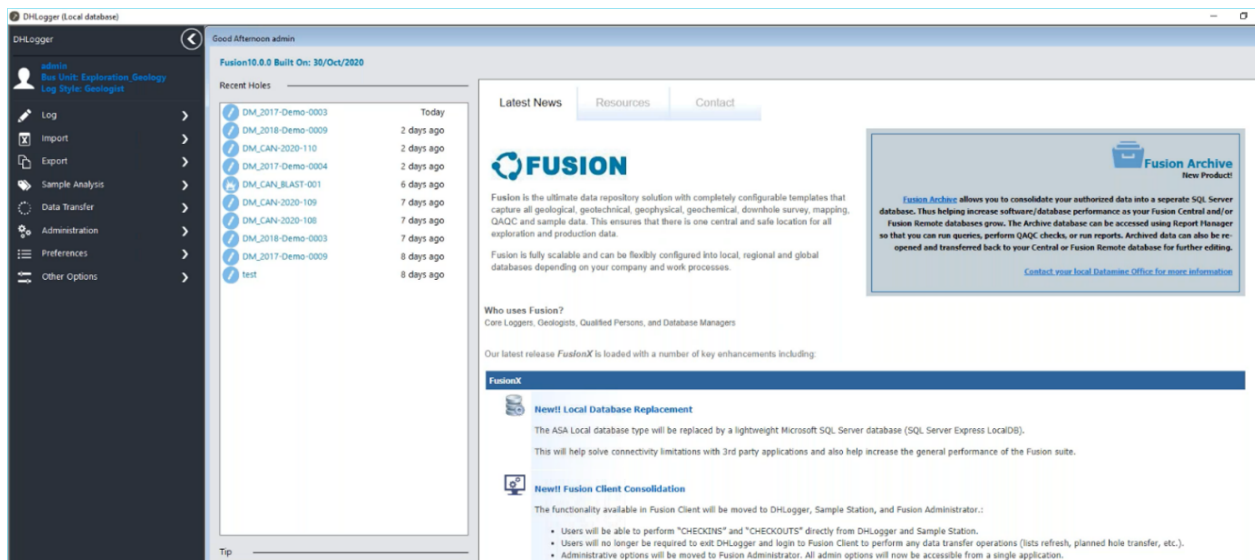 DHLogger (Local database)
DHLogger
admin
Bus Unit: Exploration_Geology
Log Style: Geologist
Log
Import
Export
Sample Analysis
Data Transfer
Administration
Preferences
Other Options
Good Afternoon admin
Fusion10.0.0 Built On: 30/Oct/2020
Recent Holes
DM_2017-Demo-0003 Today
DM_2018-Demo-0009 2 days ago
DM_CAN-2020-110 2 days ago
DM_2017-Demo-0004 2 days ago
DM_CAN_BLAST-001 6 days ago
DM_CAN-2020-109 7 days ago
DM_CAN-2020-108 7 days ago
DM_2018-Demo-0003 7 days ago
DM_2017-Demo-0009 8 days ago
test 8 days ago
Tip
Latest News Resources Contact
FUSION
Fusion is the ultimate data repository solution with completely configurable templates that
capture all geological, geotechnical, geophysical, geochemical, downhole survey, mapping,
QAQC and sample data. This ensures that there is one central and safe location for all
exploration and production data.
Fusion is fully scalable and can be flexibly configured into local, regional and global
databases depending on your company and work processes.
Fusion Archive
New Product!
Fusion Archive allows you to consolidate your authorized data into a seperate SQL Server
database. Thus helping increase software/database performance as your Fusion Central and/or
Fusion Remote databases grow. The Archive database can be accessed using Report Manager
so that you can run queries, perform QAQC checks, or run reports. Archived data can also be re-
opened and transferred back to your Central or Fusion Remote database for further editing.
Contact your local Datamine Office for more information
Who uses Fusion?
Core Loggers, Geologists, Qualified Persons, and Database Managers
Our latest release FusionX is loaded with a number of key enhancements including:
FusionX
New!! Local Database Replacement
The ASA Local database type will be replaced by a lightweight Microsoft SQL Server database (SQL Server Express LocalDB).
This will help solve connectivity limitations with 3rd party applications and also help increase the general performance of the Fusion suite.
New!! Fusion Client Consolidation
The functionality available in Fusion Client will be moved to DHLogger, Sample Station, and Fusion Administrator.:
• Users will be able to perform "CHECKINS" and "CHECKOUTS" directly from DHLogger and Sample Station.
• Users will no longer be required to exit DHLogger and login to Fusion Client to perform any data transfer operations (lists refresh, planned hole transfer, etc.).
• Administrative options will be moved to Fusion Administrator. All admin options will now be accessible from a single application.